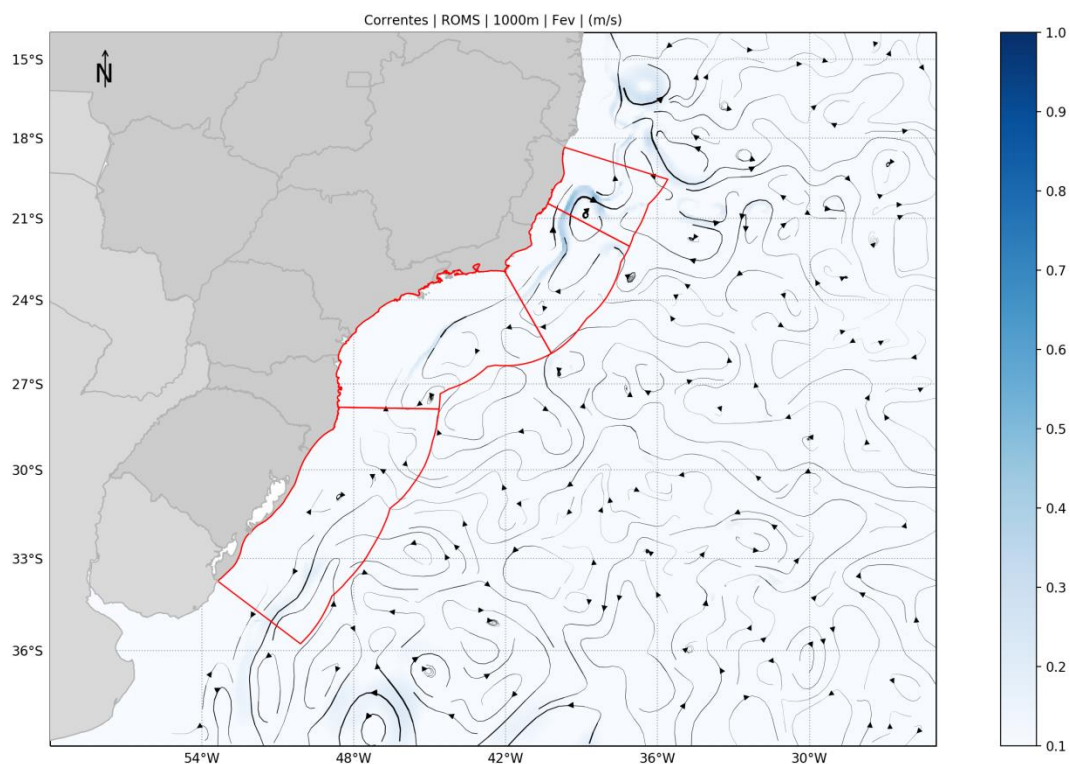 Correntes | ROMS | 1000m | Fev | (m/s)
N
15°S
18°S
21°S
24°S
27°S
30°S
33°S
36°S
54°W
48°W
42°W
36°W
30°W
1.0
0.9
0.8
0.7
0.6
0.5
0.4
0.3
0.2
0.1